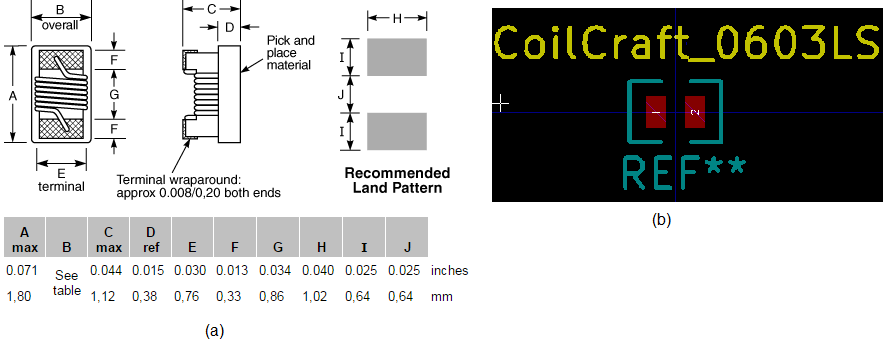 B
overall
C
D
H
Pick and
place
material
F
G
F
A
I
J
I
E
terminal
Terminal wraparound:
approx 0.008/0,20 both ends
Recommended
Land Pattern
A
max
B
C
max
D
ref
E
F
G
H
I
J
0.071
See
table
0.044
0.015
0.030
0.013
0.034
0.040
0.025
0.025
inches
1,80
1,12
0,38
0,76
0,33
0,86
1,02
0,64
0,64
mm
(a)
CoilCraft_0603LS
1
2
REF**
(b)